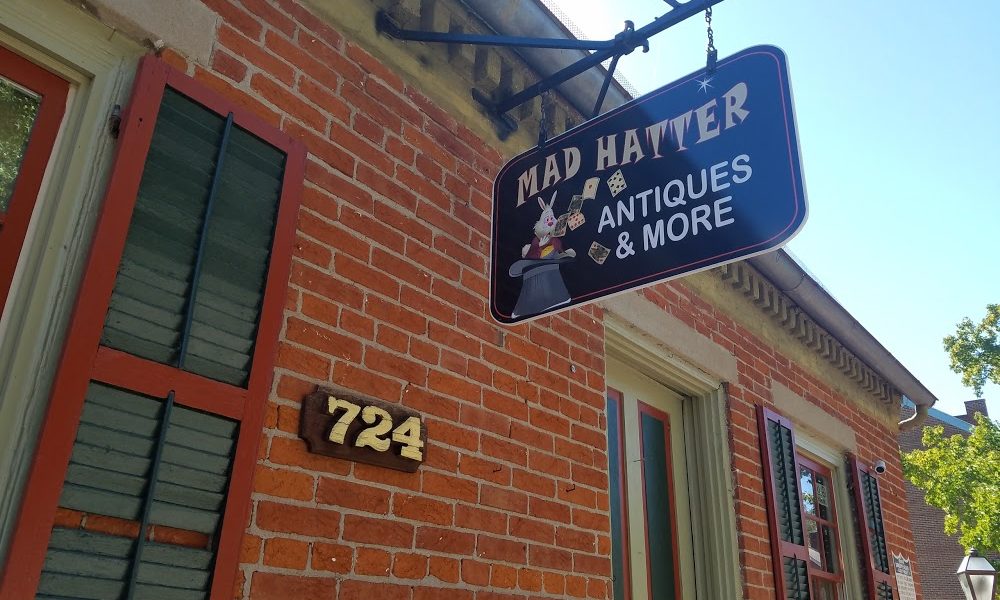 MAD HATTER
ANTIQUES
& MORE
724